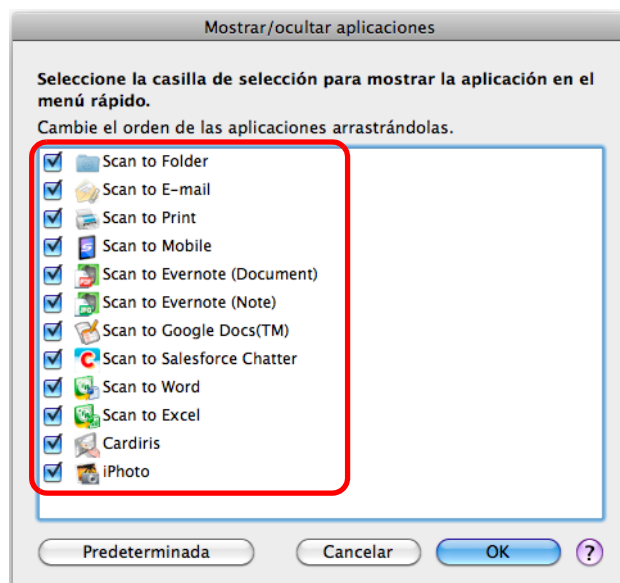 Mostrar/ocultar aplicaciones
Seleccione la casilla de selección para mostrar la aplicación en el
menú rápido.
Cambie el orden de las aplicaciones arrastrándolas.
Scan to Folder
Scan to E-mail
Scan to Print
Scan to Mobile
Scan to Evernote (Document)
Scan to Evernote (Note)
Scan to Google Docs(TM)
Scan to Salesforce Chatter
Scan to Word
Scan to Excel
Cardiris
iPhoto
Predeterminada Cancelar OK ?